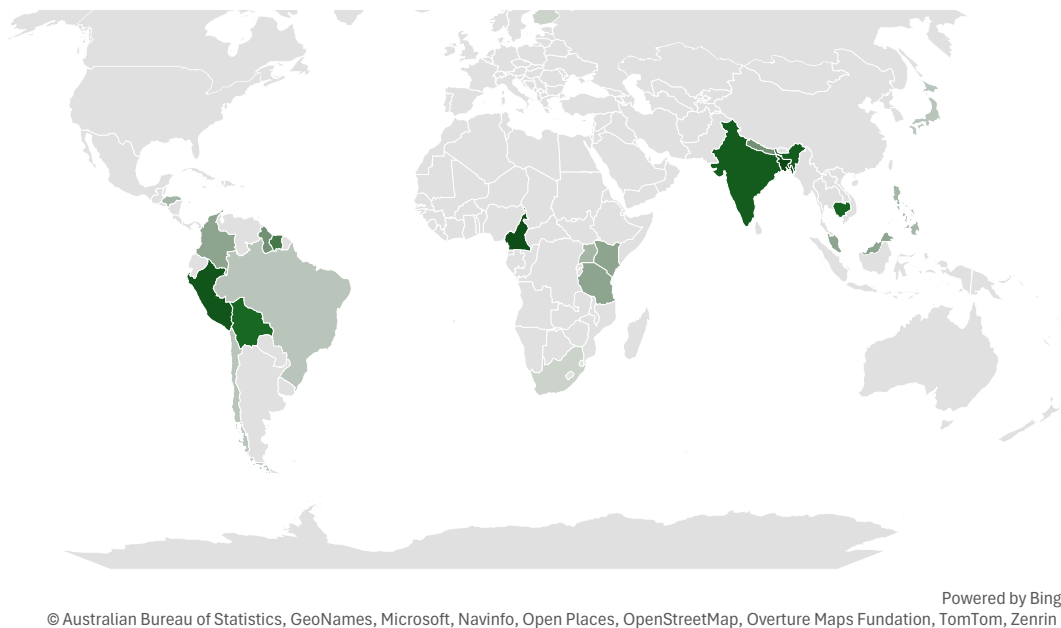 Powered by Bing
© Australian Bureau of Statistics, GeoNames, Microsoft, Navinfo, Open Places, OpenStreetMap, Overture Maps Fundation, TomTom, Zenrin